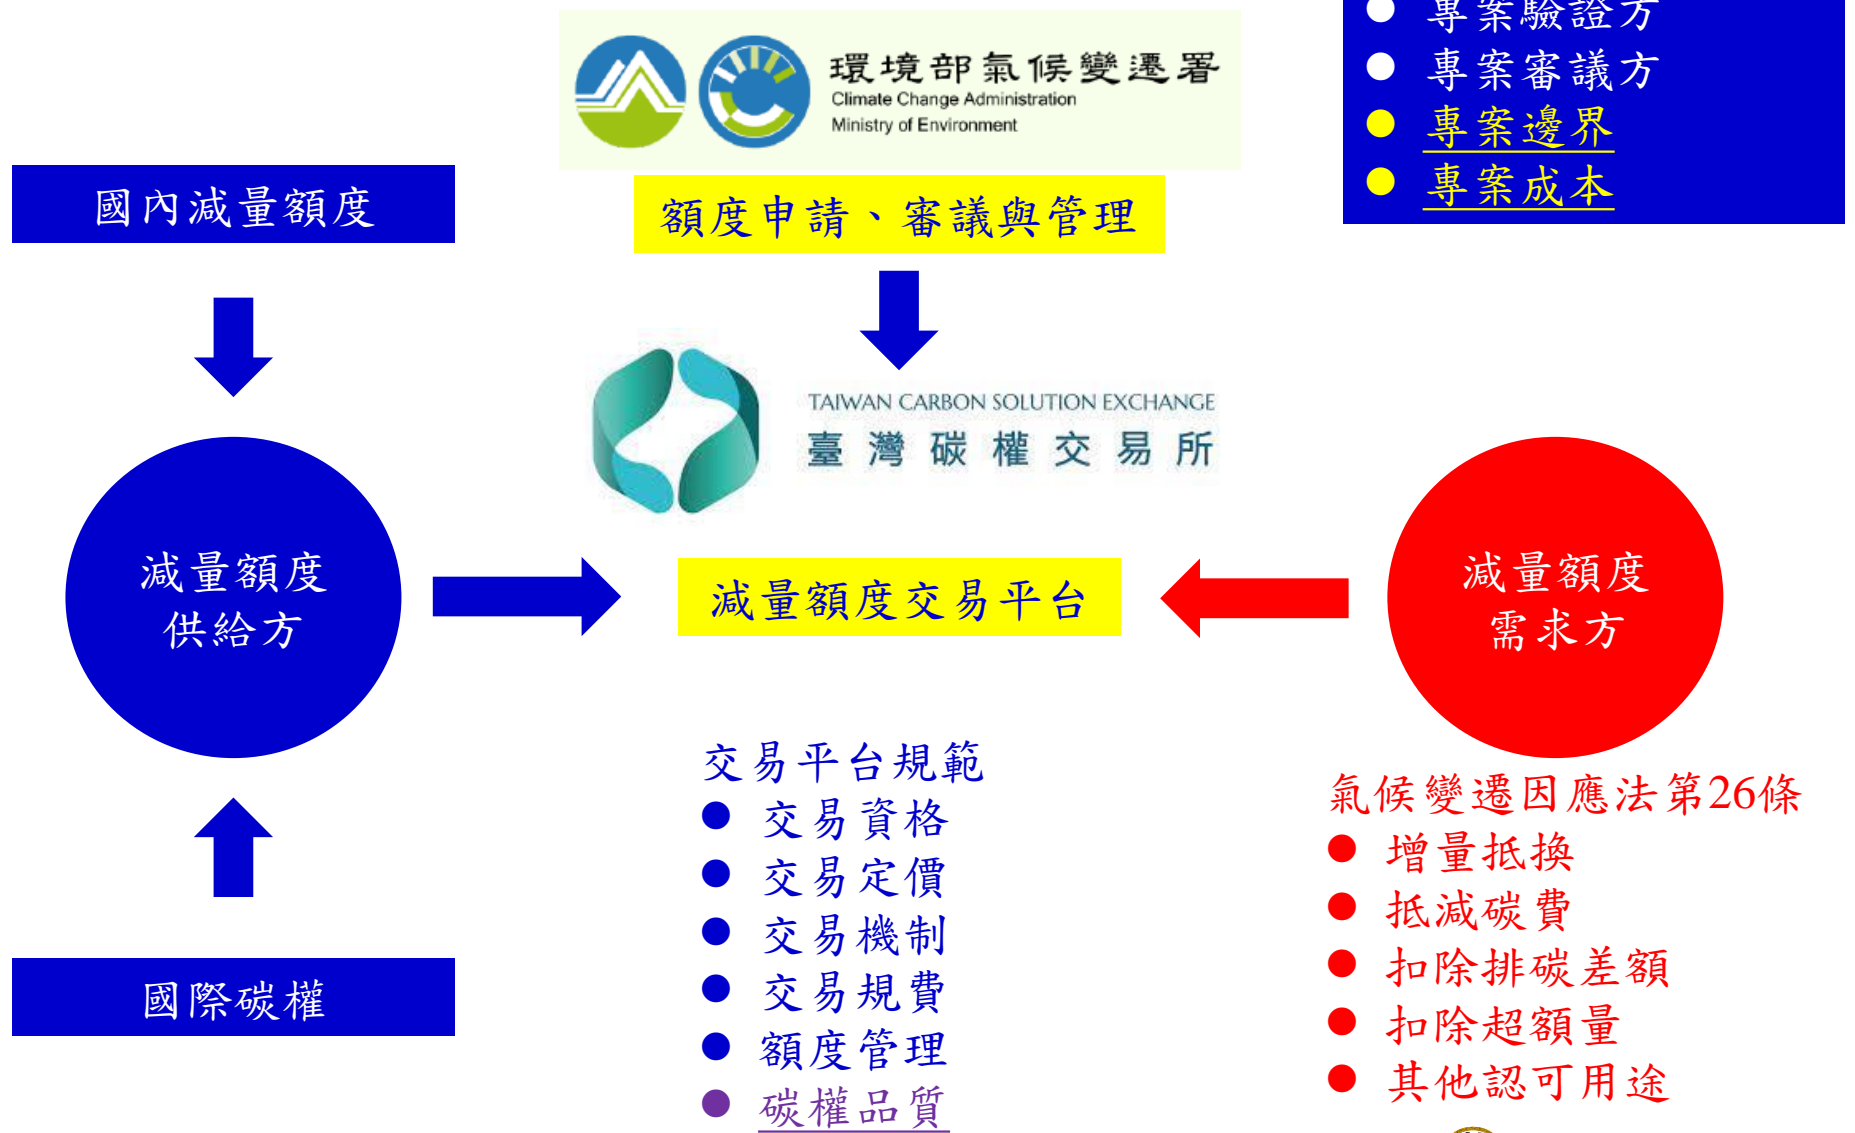 專案驗證方
專案審議方
專案邊界
專案成本
環境部氣候變遷署
Climate Change Administration
Ministry of Environment
國內減量額度
額度申請、審議與管理
TAIWAN CARBON SOLUTION EXCHANGE
臺灣碳權交易所
減量額度
供給方
減量額度交易平台
減量額度
需求方
國際碳權
交易平台規範
交易資格
交易定價
交易機制
交易規費
額度管理
碳權品質
氣候變遷因應法第26條
增量抵換
抵減碳費
扣除排碳差額
扣除超額量
其他認可用途